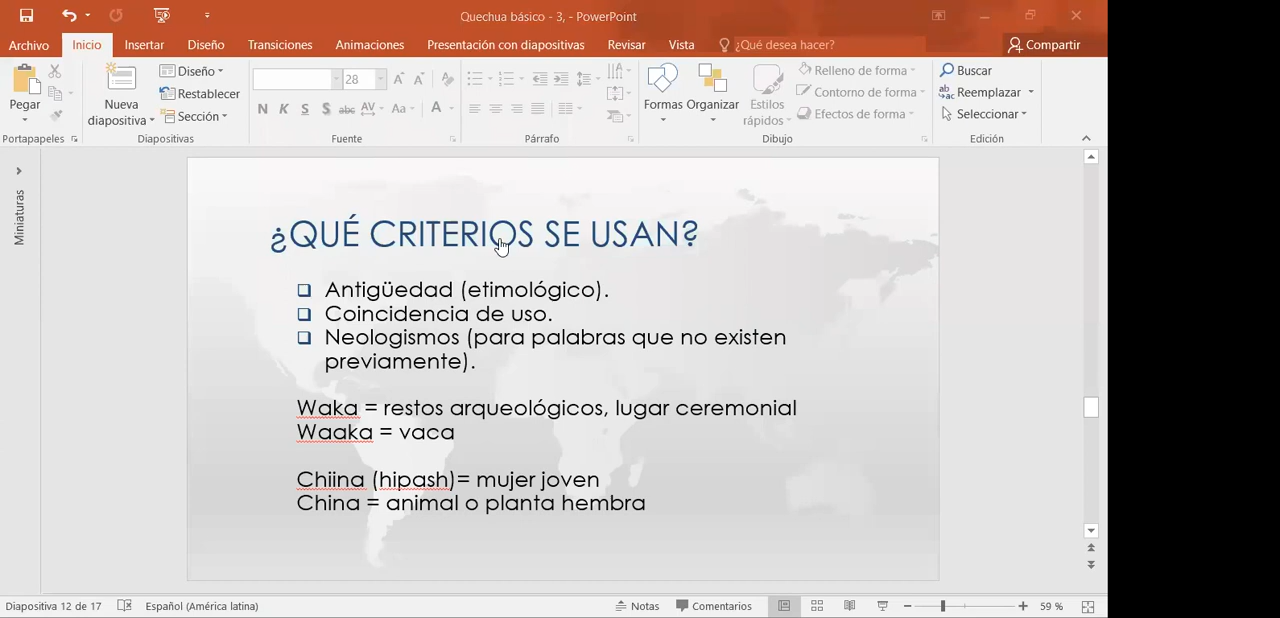 Quechua básico - 3, - PowerPoint
Archivo Inicio Insertar Diseño Transiciones Animaciones Presentación con diapositivas Revisar Vista ¿Qué desea hacer? Compartir
Pegar
Nueva diapositiva
Diseño
Restablecer
Sección
28
N K S S abc AV Aa A
Formas Organizar Estilos rápidos
Relleno de forma
Contorno de forma
Efectos de forma
Buscar
Reemplazar
Seleccionar
Portapapeles Diapositivas Fuente Párrafo Dibujo Edición
Miniaturas
¿QUÉ CRITERIOS SE USAN?
Antigüedad (etimológico).
Coincidencia de uso.
Neologismos (para palabras que no existen
previamente).
Waka = restos arqueológicos, lugar ceremonial
Waaka = vaca
Chiina (hipash)= mujer joven
China = animal o planta hembra
Diapositiva 12 de 17 Español (América latina) Notas Comentarios 59 %